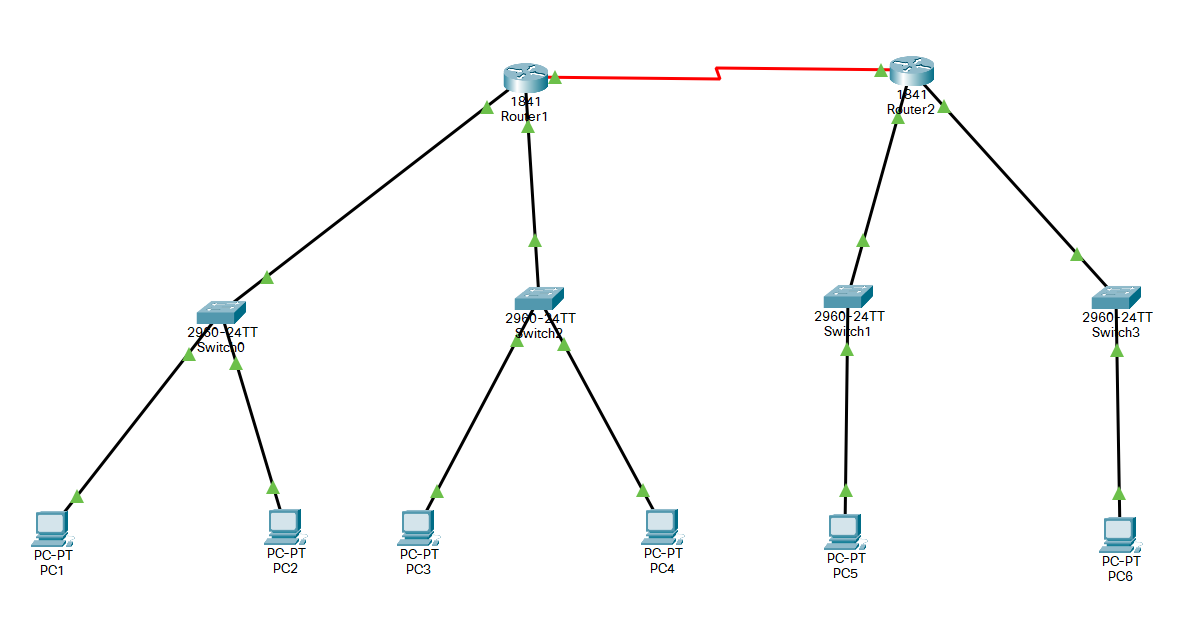 1841
Router1
1841
Router2
2960-24TT
Switch0
2960-24TT
Switch2
2960-24TT
Switch1
2960-24TT
Switch3
PC-PT
PC1
PC-PT
PC2
PC-PT
PC3
PC-PT
PC4
PC-PT
PC5
PC-PT
PC6